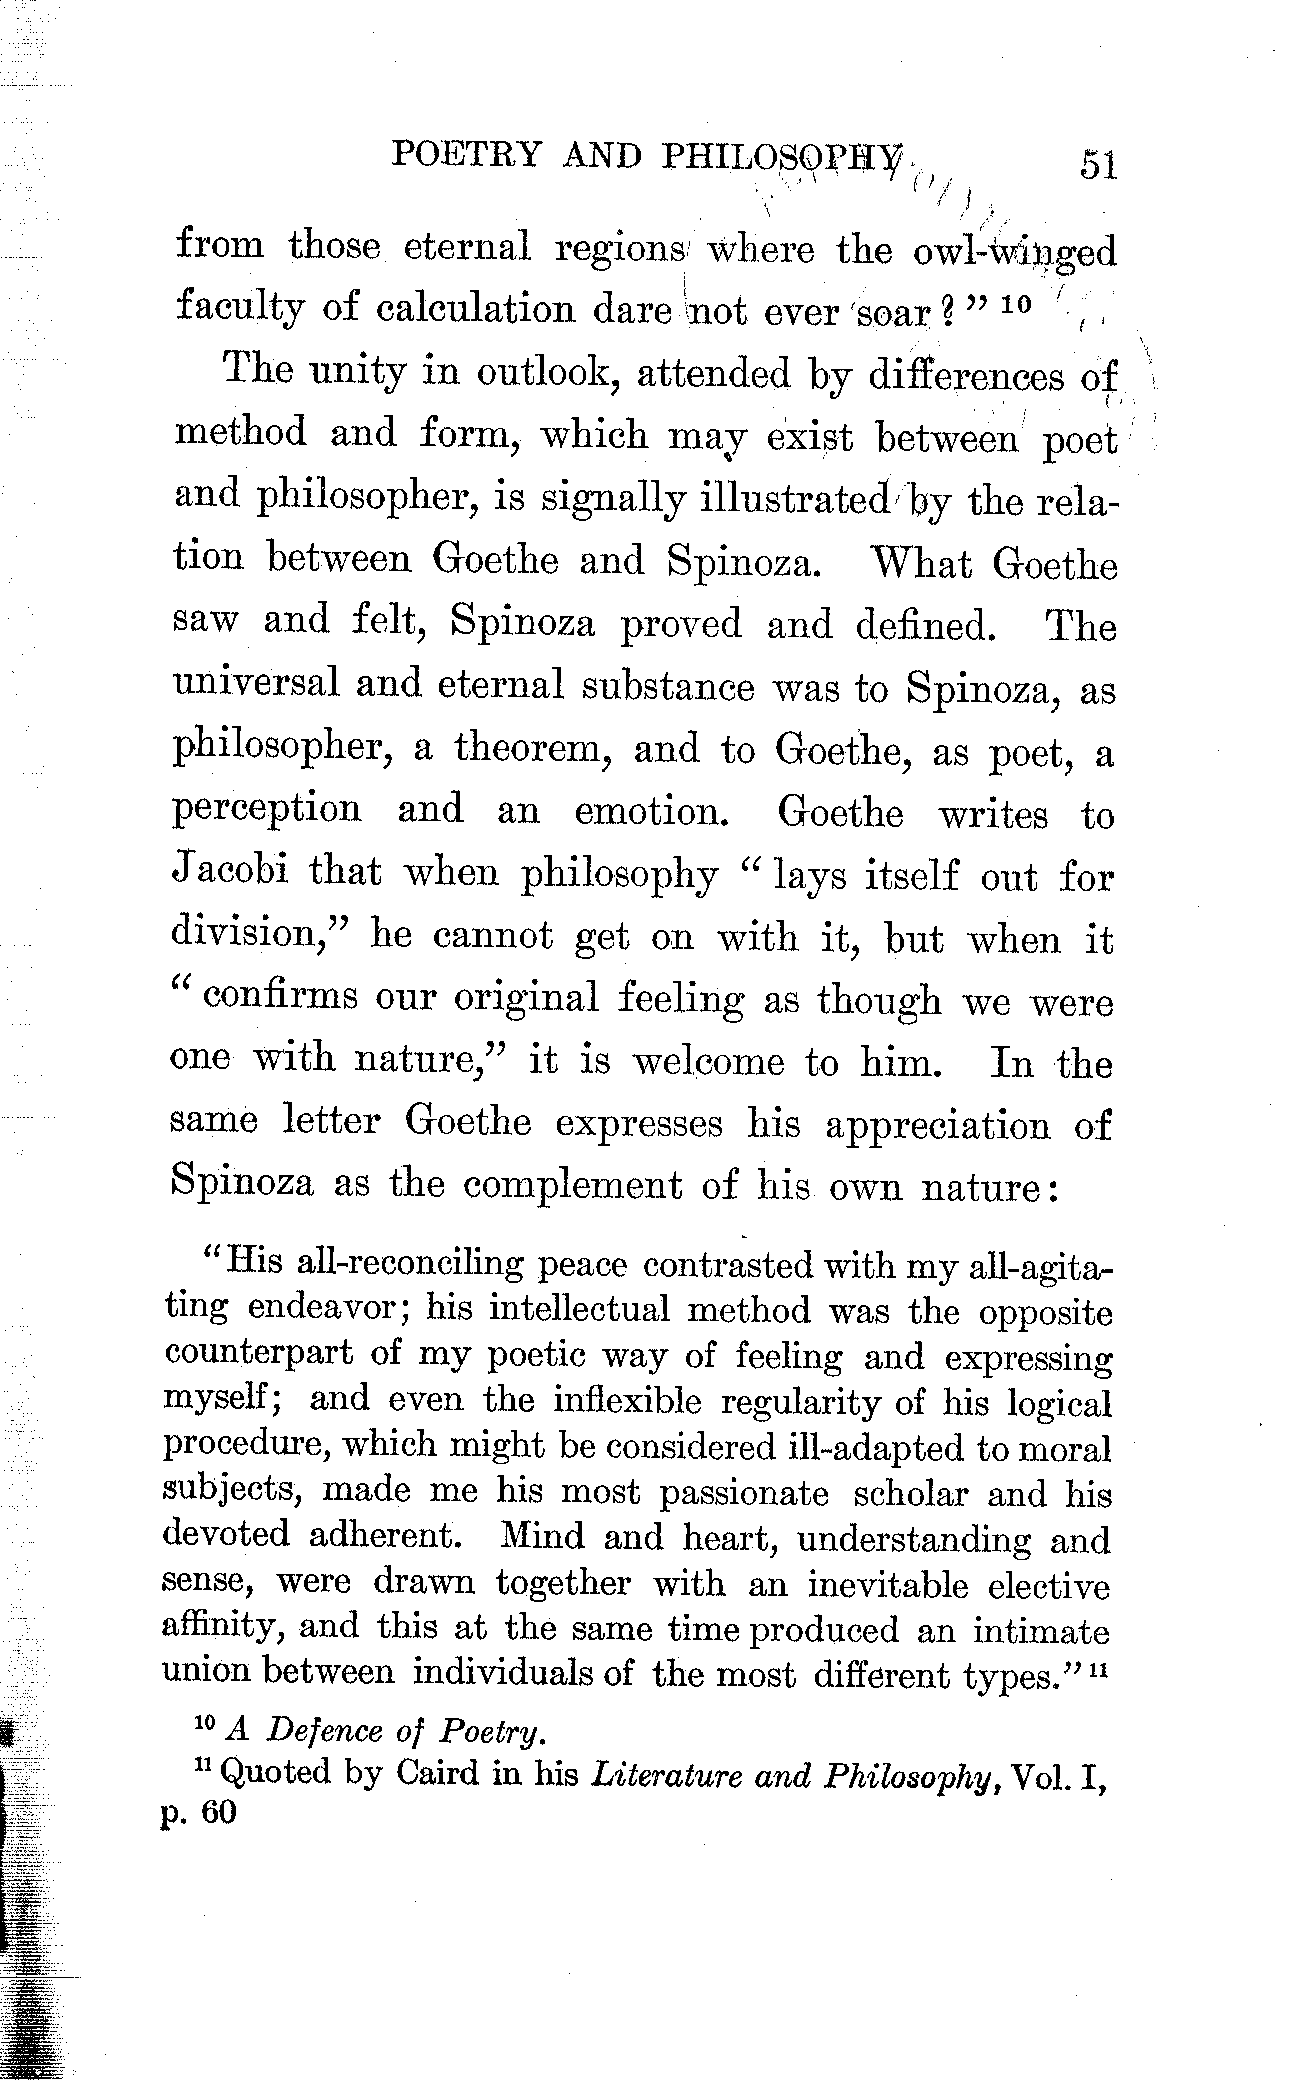 POETRY AND PHILOSOPHY 51
from those eternal regions where the owl-winged
faculty of calculation dare not ever soar?" 10
The unity in outlook, attended by differences of
method and form, which may exist between poet
and philosopher, is signally illustrated by the rela-
tion between Goethe and Spinoza. What Goethe
saw and felt, Spinoza proved and defined. The
universal and eternal substance was to Spinoza, as
philosopher, a theorem, and to Goethe, as poet, a
perception and an emotion. Goethe writes to
Jacobi that when philosophy "lays itself out for
division," he cannot get on with it, but when it
"confirms our original feeling as though we were
one with nature," it is welcome to him. In the
same letter Goethe expresses his appreciation of
Spinoza as the complement of his own nature:
"His all-reconciling peace contrasted with my all-agita-
ting endeavor; his intellectual method was the opposite
counterpart of my poetic way of feeling and expressing
myself; and even the inflexible regularity of his logical
procedure, which might be considered ill-adapted to moral
subjects, made me his most passionate scholar and his
devoted adherent. Mind and heart, understanding and
sense, were drawn together with an inevitable elective
affinity, and this at the same time produced an intimate
union between individuals of the most different types." 11
10 A Defence of Poetry.
11 Quoted by Caird in his Literature and Philosophy, Vol. I,
p. 60